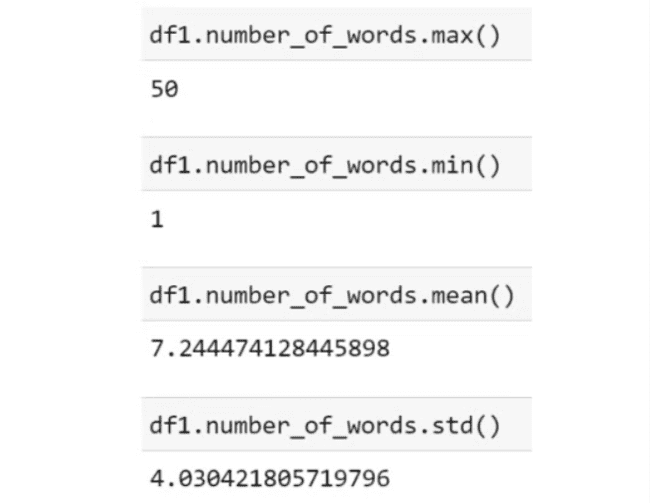 df1.number_of_words.max()
50
df1.number_of_words.min()
1
df1.number_of_words.mean()
7.244474128445898
df1.number_of_words.std()
4.030421805719796